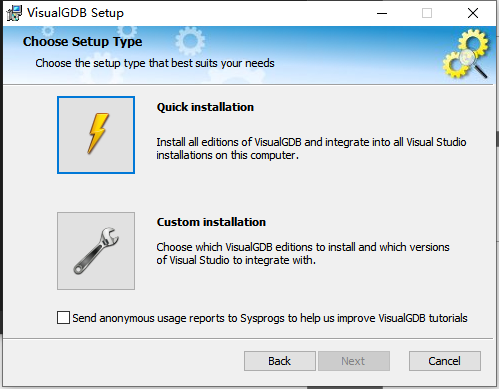 VisualGDB Setup
Choose Setup Type
Choose the setup type that best suits your needs
Quick installation
Install all editions of VisualGDB and integrate into all Visual Studio
installations on this computer.
Custom installation
Choose which VisualGDB editions to install and which versions
of Visual Studio to integrate with.
Send anonymous usage reports to Sysprogs to help us improve VisualGDB tutorials
Back
Next
Cancel